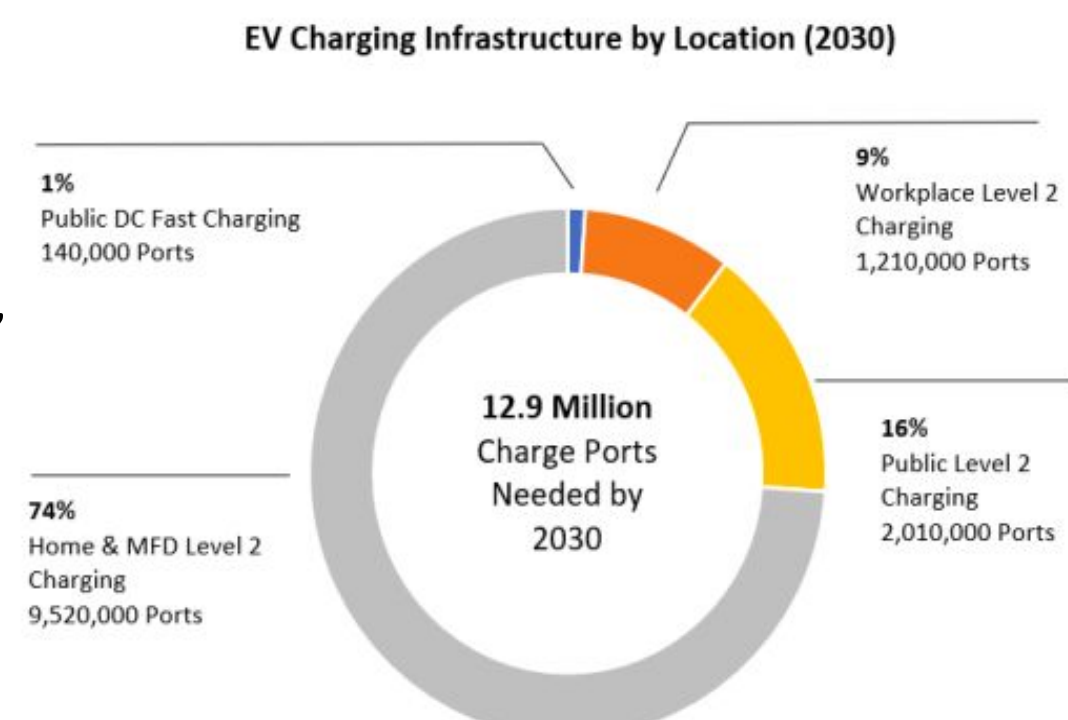 EV Charging Infrastructure by Location (2030)
1%
Public DC Fast Charging
140,000 Ports
9%
Workplace Level 2
Charging
1,210,000 Ports
,
12.9 Million
Charge Ports
Needed by
2030
16%
Public Level 2
Charging
2,010,000 Ports
74%
Home & MFD Level 2
Charging
9,520,000 Ports